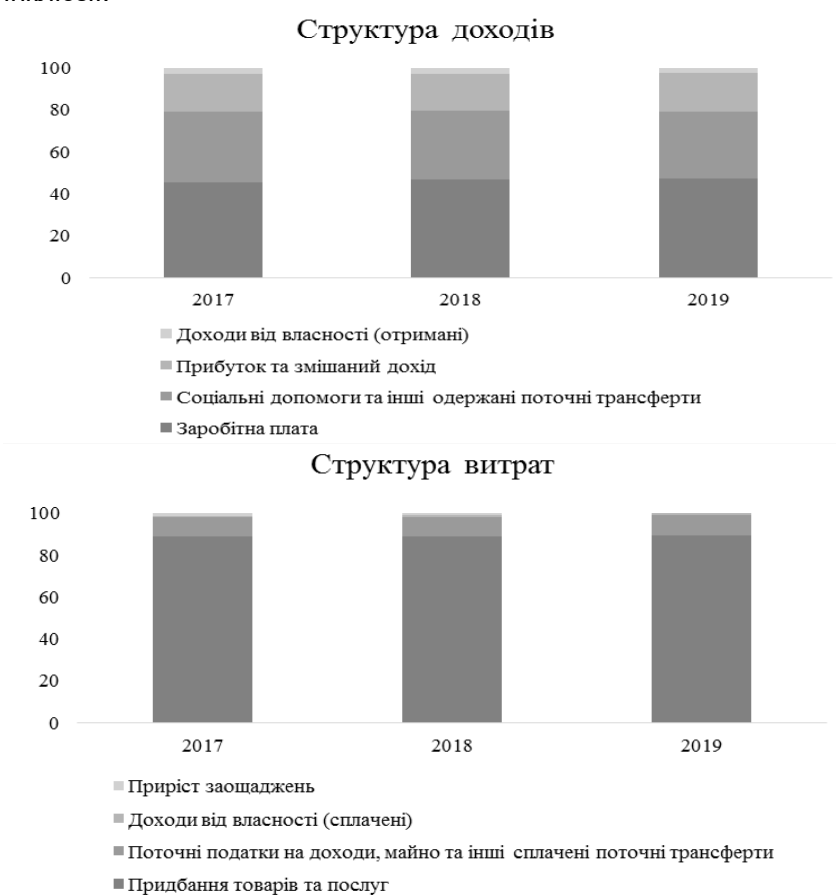 Структура доходів
100
80
60
40
20
0
2017 2018 2019
Доходи від власності (отримані)
Прибуток та змішаний дохід
Соціальні допомоги та інші одержані поточні трансферти
Заробітна плата
Структура витрат
100
80
60
40
20
0
2017 2018 2019
Приріст заощаджень
Доходи від власності (сплачені)
Поточні податки на доходи, майно та інші сплачені поточні трансферти
Придбання товарів та послуг